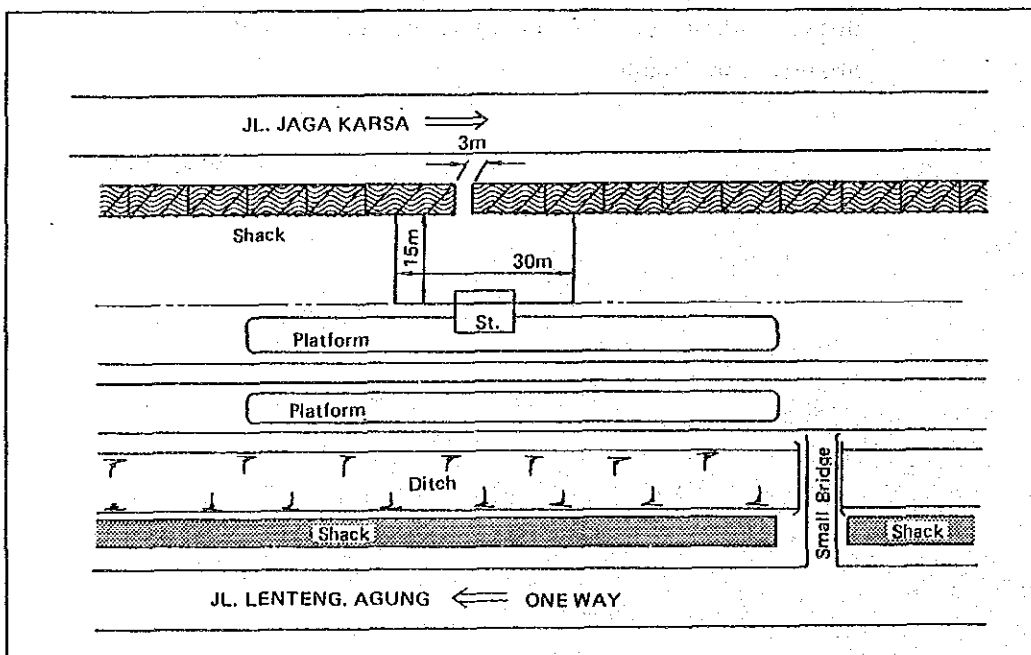 JL. JAGA KARSA
3m
Shack
15m
30m
St.
Platform
Platform
Ditch
Small Bridge
Shack
Shack
JL. LENTENG. AGUNG
ONE WAY